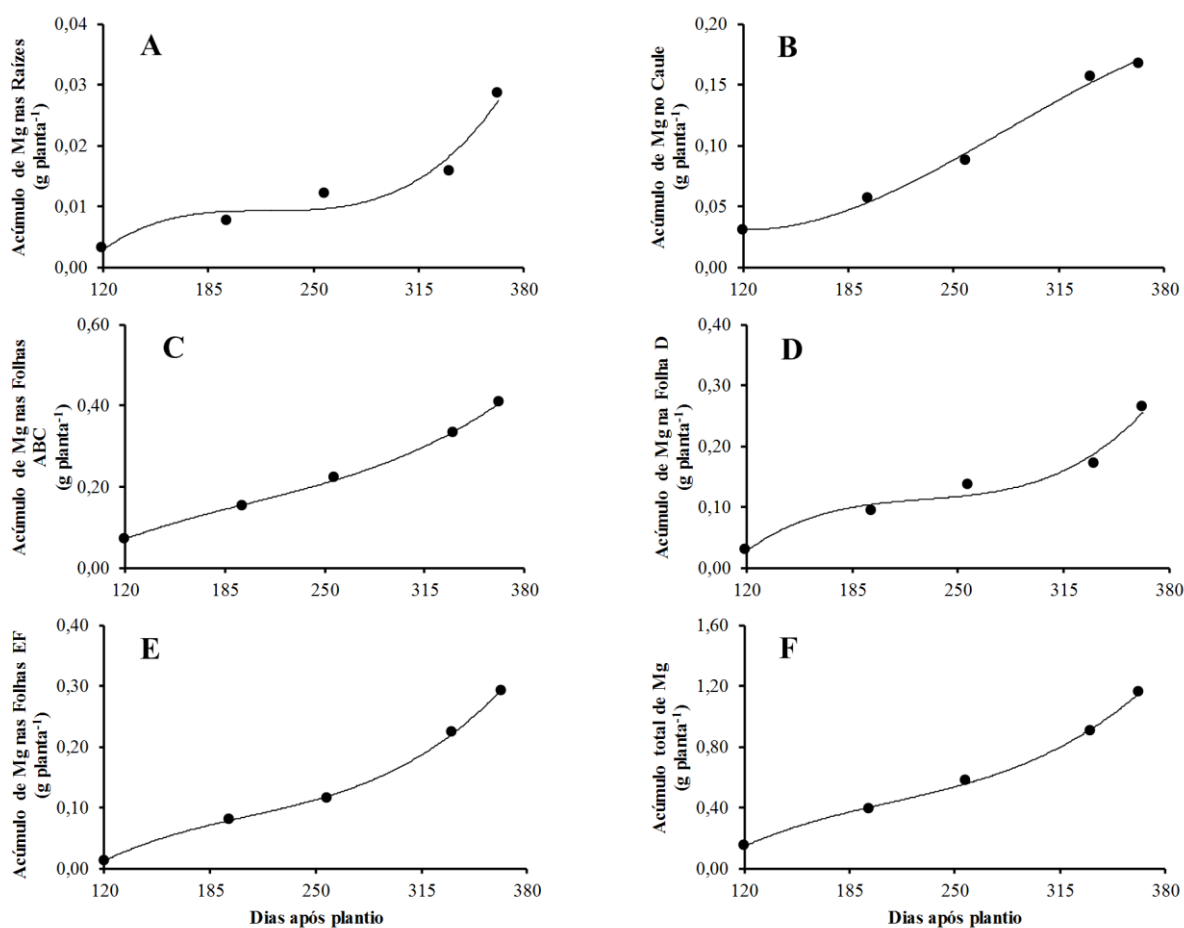 A
Acúmulo de Mg nas Raízes
(g planta⁻¹)
0,04
0,03
0,02
0,01
0,00
120 185 250 315 380
B
Acúmulo de Mg no Caule
(g planta⁻¹)
0,20
0,15
0,10
0,05
0,00
120 185 250 315 380
C
Acúmulo de Mg nas Folhas
ABC
(g planta⁻¹)
0,60
0,40
0,20
0,00
120 185 250 315 380
D
Acúmulo de Mg na Folha D
(g planta⁻¹)
0,40
0,30
0,20
0,10
0,00
120 185 250 315 380
E
Acúmulo de Mg nas Folhas EF
(g planta⁻¹)
0,40
0,30
0,20
0,10
0,00
120 185 250 315 380
Dias após plantio
F
Acúmulo total de Mg
(g planta⁻¹)
1,60
1,20
0,80
0,40
0,00
120 185 250 315 380
Dias após plantio